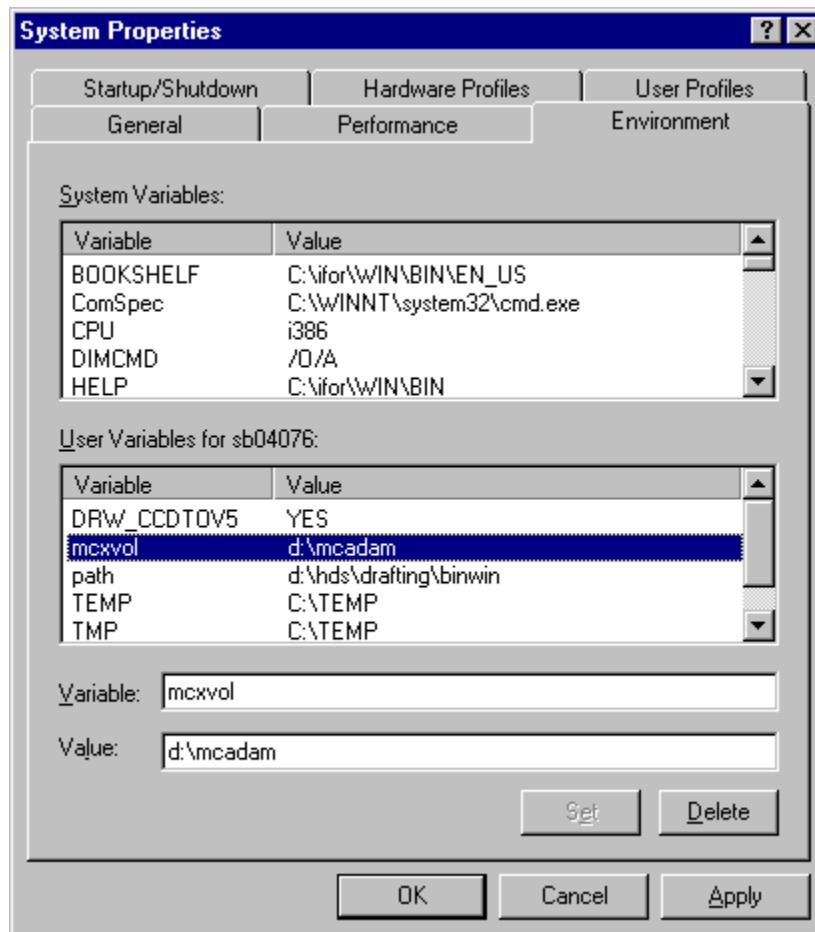 System Properties
Startup/Shutdown Hardware Profiles User Profiles
General Performance Environment
System Variables:
Variable Value
BOOKSHELF C:\ifor\WIN\BIN\EN_US
ComSpec C:\WINNT\system32\cmd.exe
CPU i386
DIMCMD /O/A
HELP C:\ifor\WIN\BIN
User Variables for sb04076:
Variable Value
DRW_CCDTOV5 YES
mcxvol d:\mcadam
path d:\hds\drafting\binwin
TEMP C:\TEMP
TMP C:\TEMP
Variable: mcxvol
Value: d:\mcadam
Set Delete
OK Cancel Apply